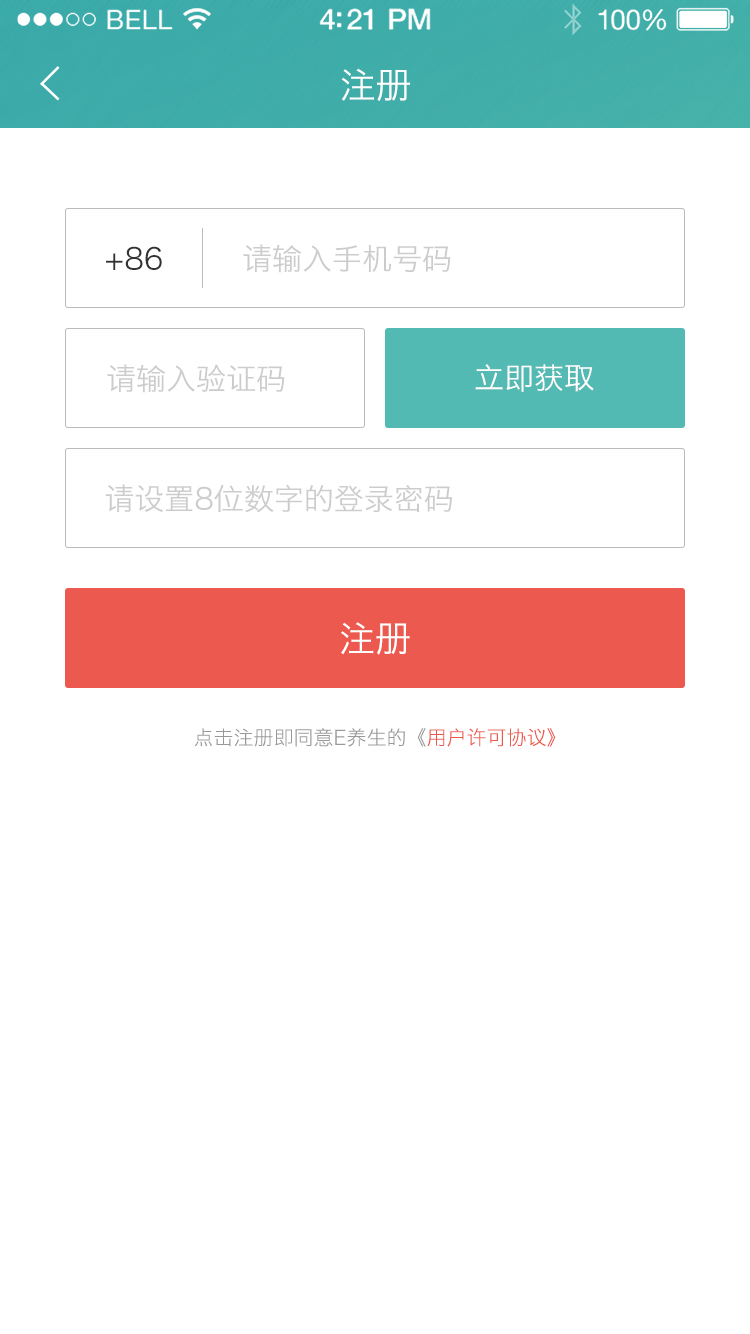 BELL 4:21 PM 100%
注册
+86 请输入手机号码
请输入验证码 立即获取
请设置8位数字的登录密码
注册
点击注册即同意E养生的《用户许可协议》